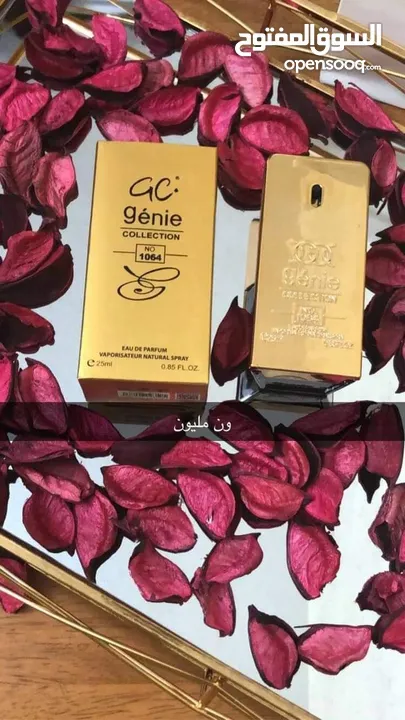 السوق المفتوح
opensooq.com
GC.
génie
COLLECTION
NO
1064
EAU DE PARFUM
VAPORISATEUR NATURAL SPRAY
e 25ml 0.85 FL.OZ.
génie
ون مليون